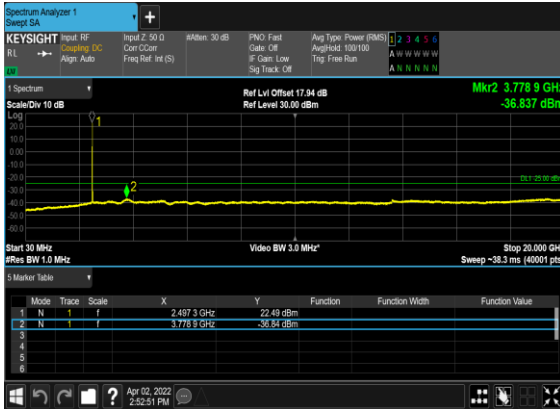 Spectrum Analyzer 1
Swept SA
+
KEYSIGHT Input: RF Input Z: 50 Ω #Atten: 30 dB PNO: Fast Avg Type: Power (RMS) 1 2 3 4 5 6
RL Coupling: DC Corr CCorr Gate: Off Avg|Hold: 100/100 A W W W W W
Align: Auto Freq Ref: Int (S) IF Gain: Low Trig: Free Run
Sig Track: Off A N N N N N
1 Spectrum Ref Lvl Offset 17.94 dB Mkr2 3.778 9 GHz
Scale/Div 10 dB Ref Level 30.00 dBm -36.837 dBm
Log
20.0
10.0
0.00
-10.0
-20.0
-30.0
-40.0
-50.0
-60.0
1
2
DL1 -25.00 dBm
Start 30 MHz Video BW 3.0 MHz* Stop 20.000 GHz
#Res BW 1.0 MHz Sweep ~38.3 ms (40001 pts)
5 Marker Table
Mode Trace Scale X Y Function Function Width Function Value
1 N 1 f 2.497 3 GHz 22.49 dBm
2 N 1 f 3.778 9 GHz -36.84 dBm
3
4
5
6
? Apr 02, 2022
2:52:51 PM